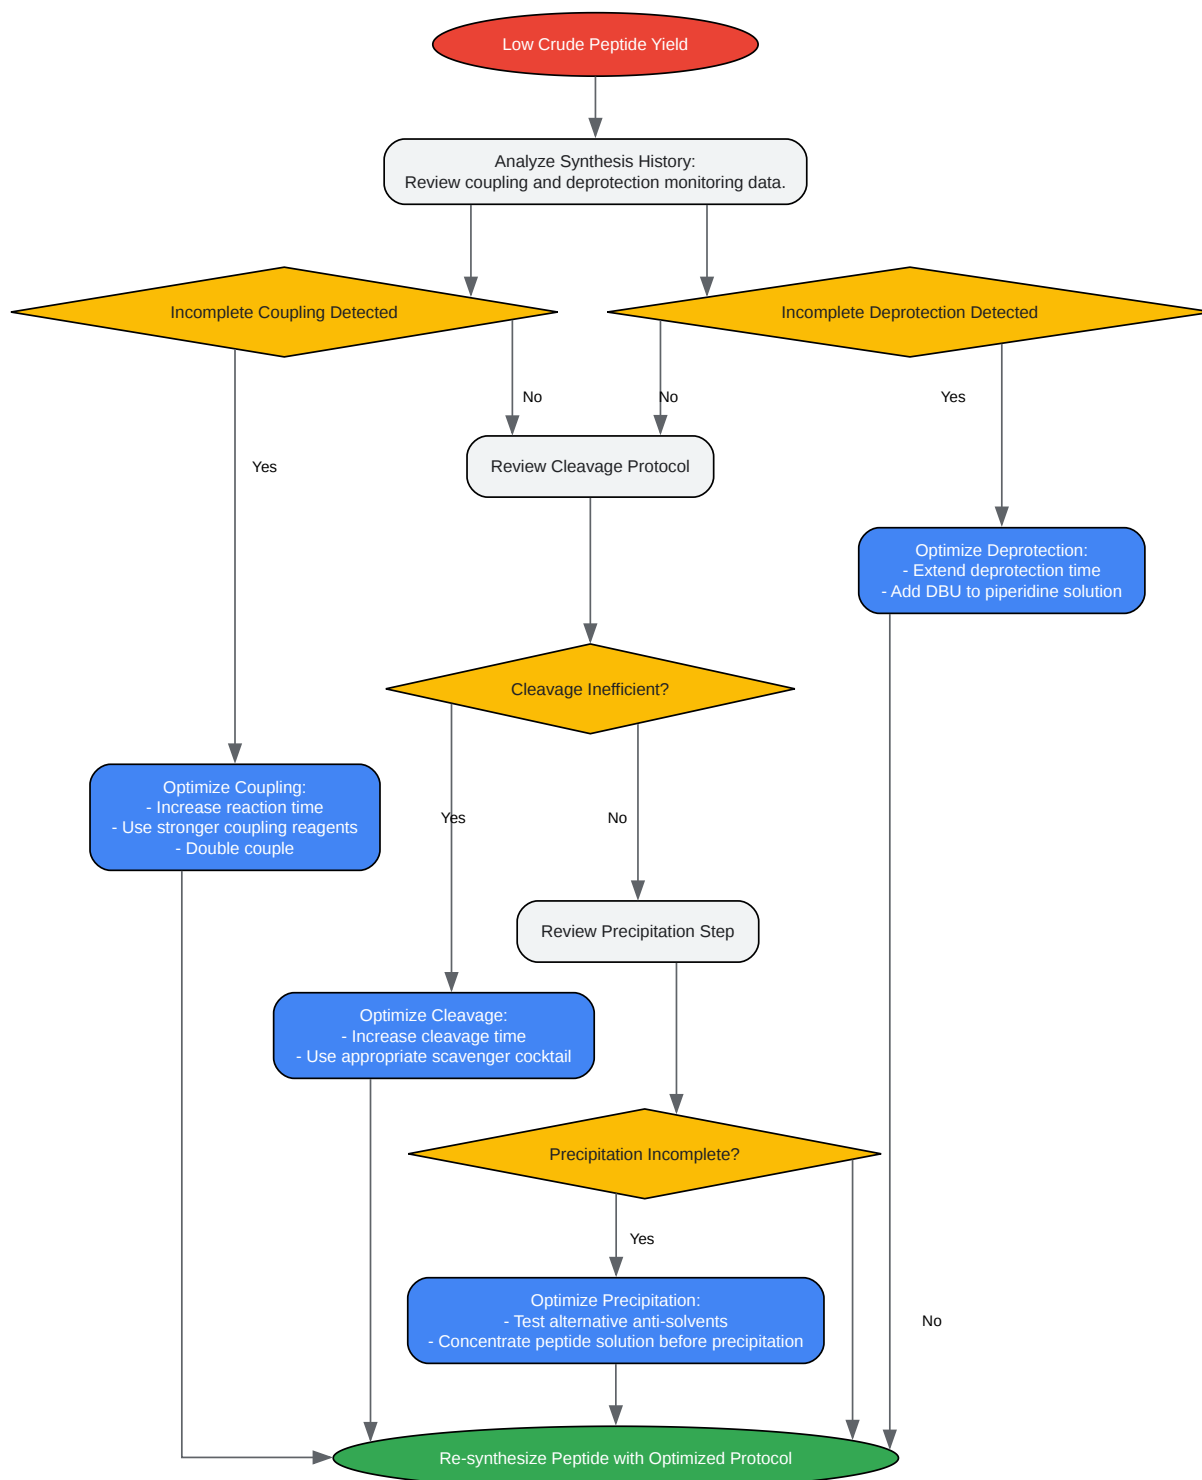 Low Crude Peptide Yield
Analyze Synthesis History:
Review coupling and deprotection monitoring data.
Incomplete Coupling Detected
Incomplete Deprotection Detected
No
No
Yes
Yes
Review Cleavage Protocol
Optimize Deprotection:
- Extend deprotection time
- Add DBU to piperidine solution
Cleavage Inefficient?
Optimize Coupling:
- Increase reaction time
- Use stronger coupling reagents
- Double couple
Yes
No
Review Precipitation Step
Optimize Cleavage:
- Increase cleavage time
- Use appropriate scavenger cocktail
Precipitation Incomplete?
Yes
Optimize Precipitation:
- Test alternative anti-solvents
- Concentrate peptide solution before precipitation
No
Re-synthesize Peptide with Optimized Protocol